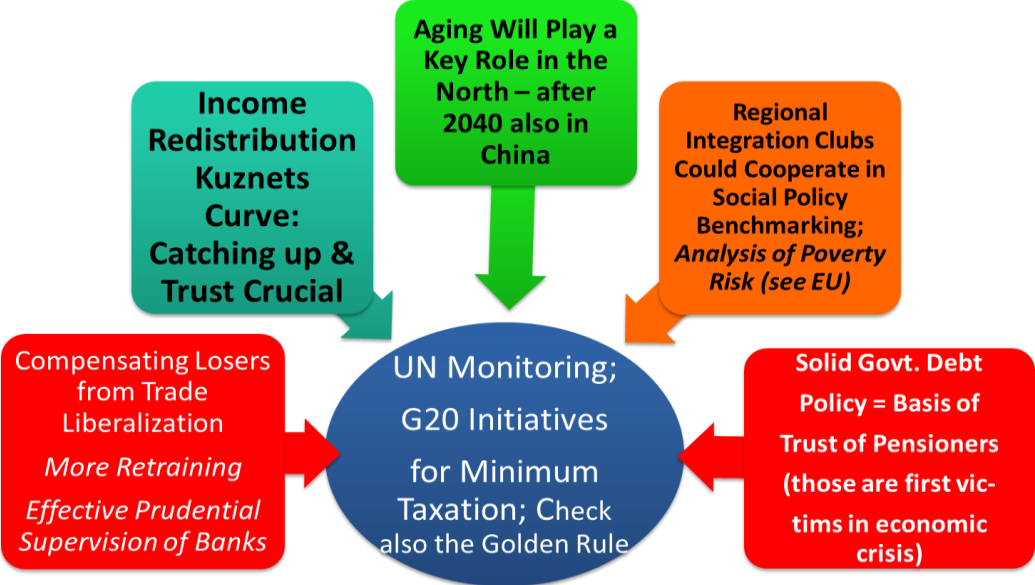 Aging Will Play a
Key Role in the
North – after
2040 also in
China
Income
Redistribution
Kuznets
Curve:
Catching up &
Trust Crucial
Regional
Integration Clubs
Could Cooperate in
Social Policy
Benchmarking;
Analysis of Poverty
Risk (see EU)
Compensating Losers
from Trade
Liberalization
More Retraining
Effective Prudential
Supervision of Banks
UN Monitoring;
G20 Initiatives
for Minimum
Taxation; Check
also the Golden Rule
Solid Govt. Debt
Policy = Basis of
Trust of Pensioners
(those are first vic-
tims in economic
crisis)